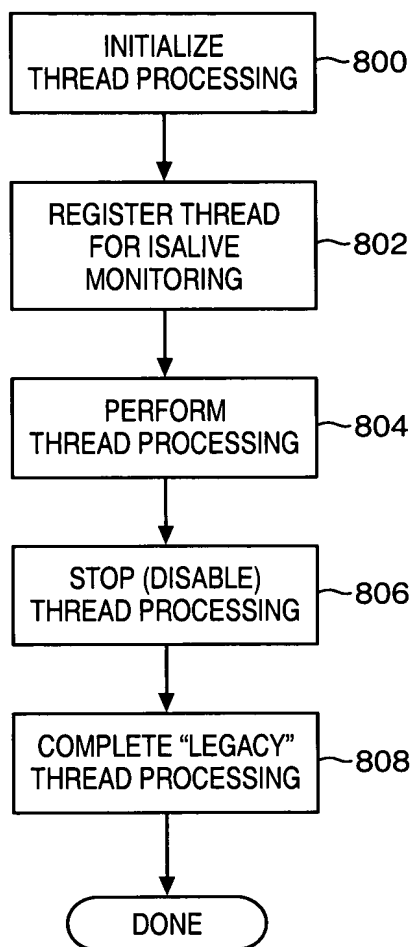 INITIALIZE
THREAD PROCESSING
800
REGISTER THREAD
FOR ISALIVE
MONITORING
802
PERFORM
THREAD PROCESSING
804
STOP (DISABLE)
THREAD PROCESSING
806
COMPLETE “LEGACY”
THREAD PROCESSING
808
DONE